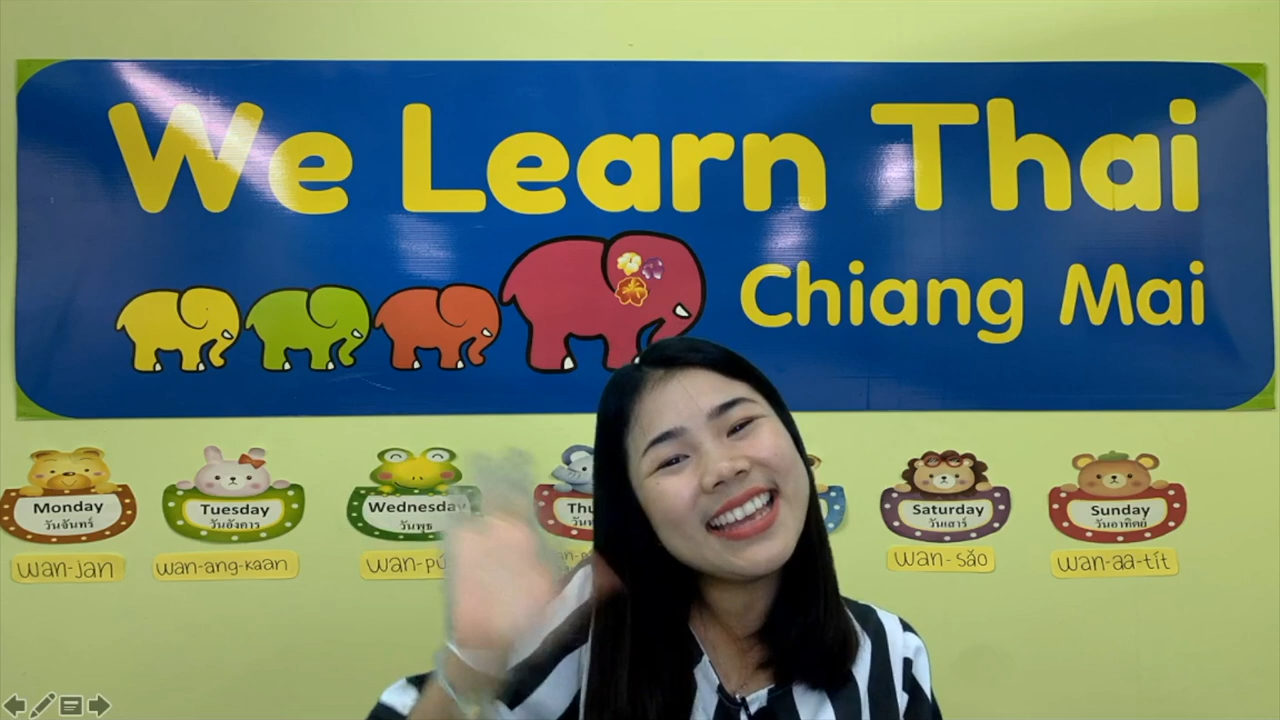 We Learn Thai
Chiang Mai
Monday
วันจันทร์
wan-jan
Tuesday
วันอังคาร
wan-ang-kaan
Wednesday
วันพุธ
Saturday
วันเสาร์
wan-sǎo
Sunday
วันอาทิตย์
wan-aa-tít